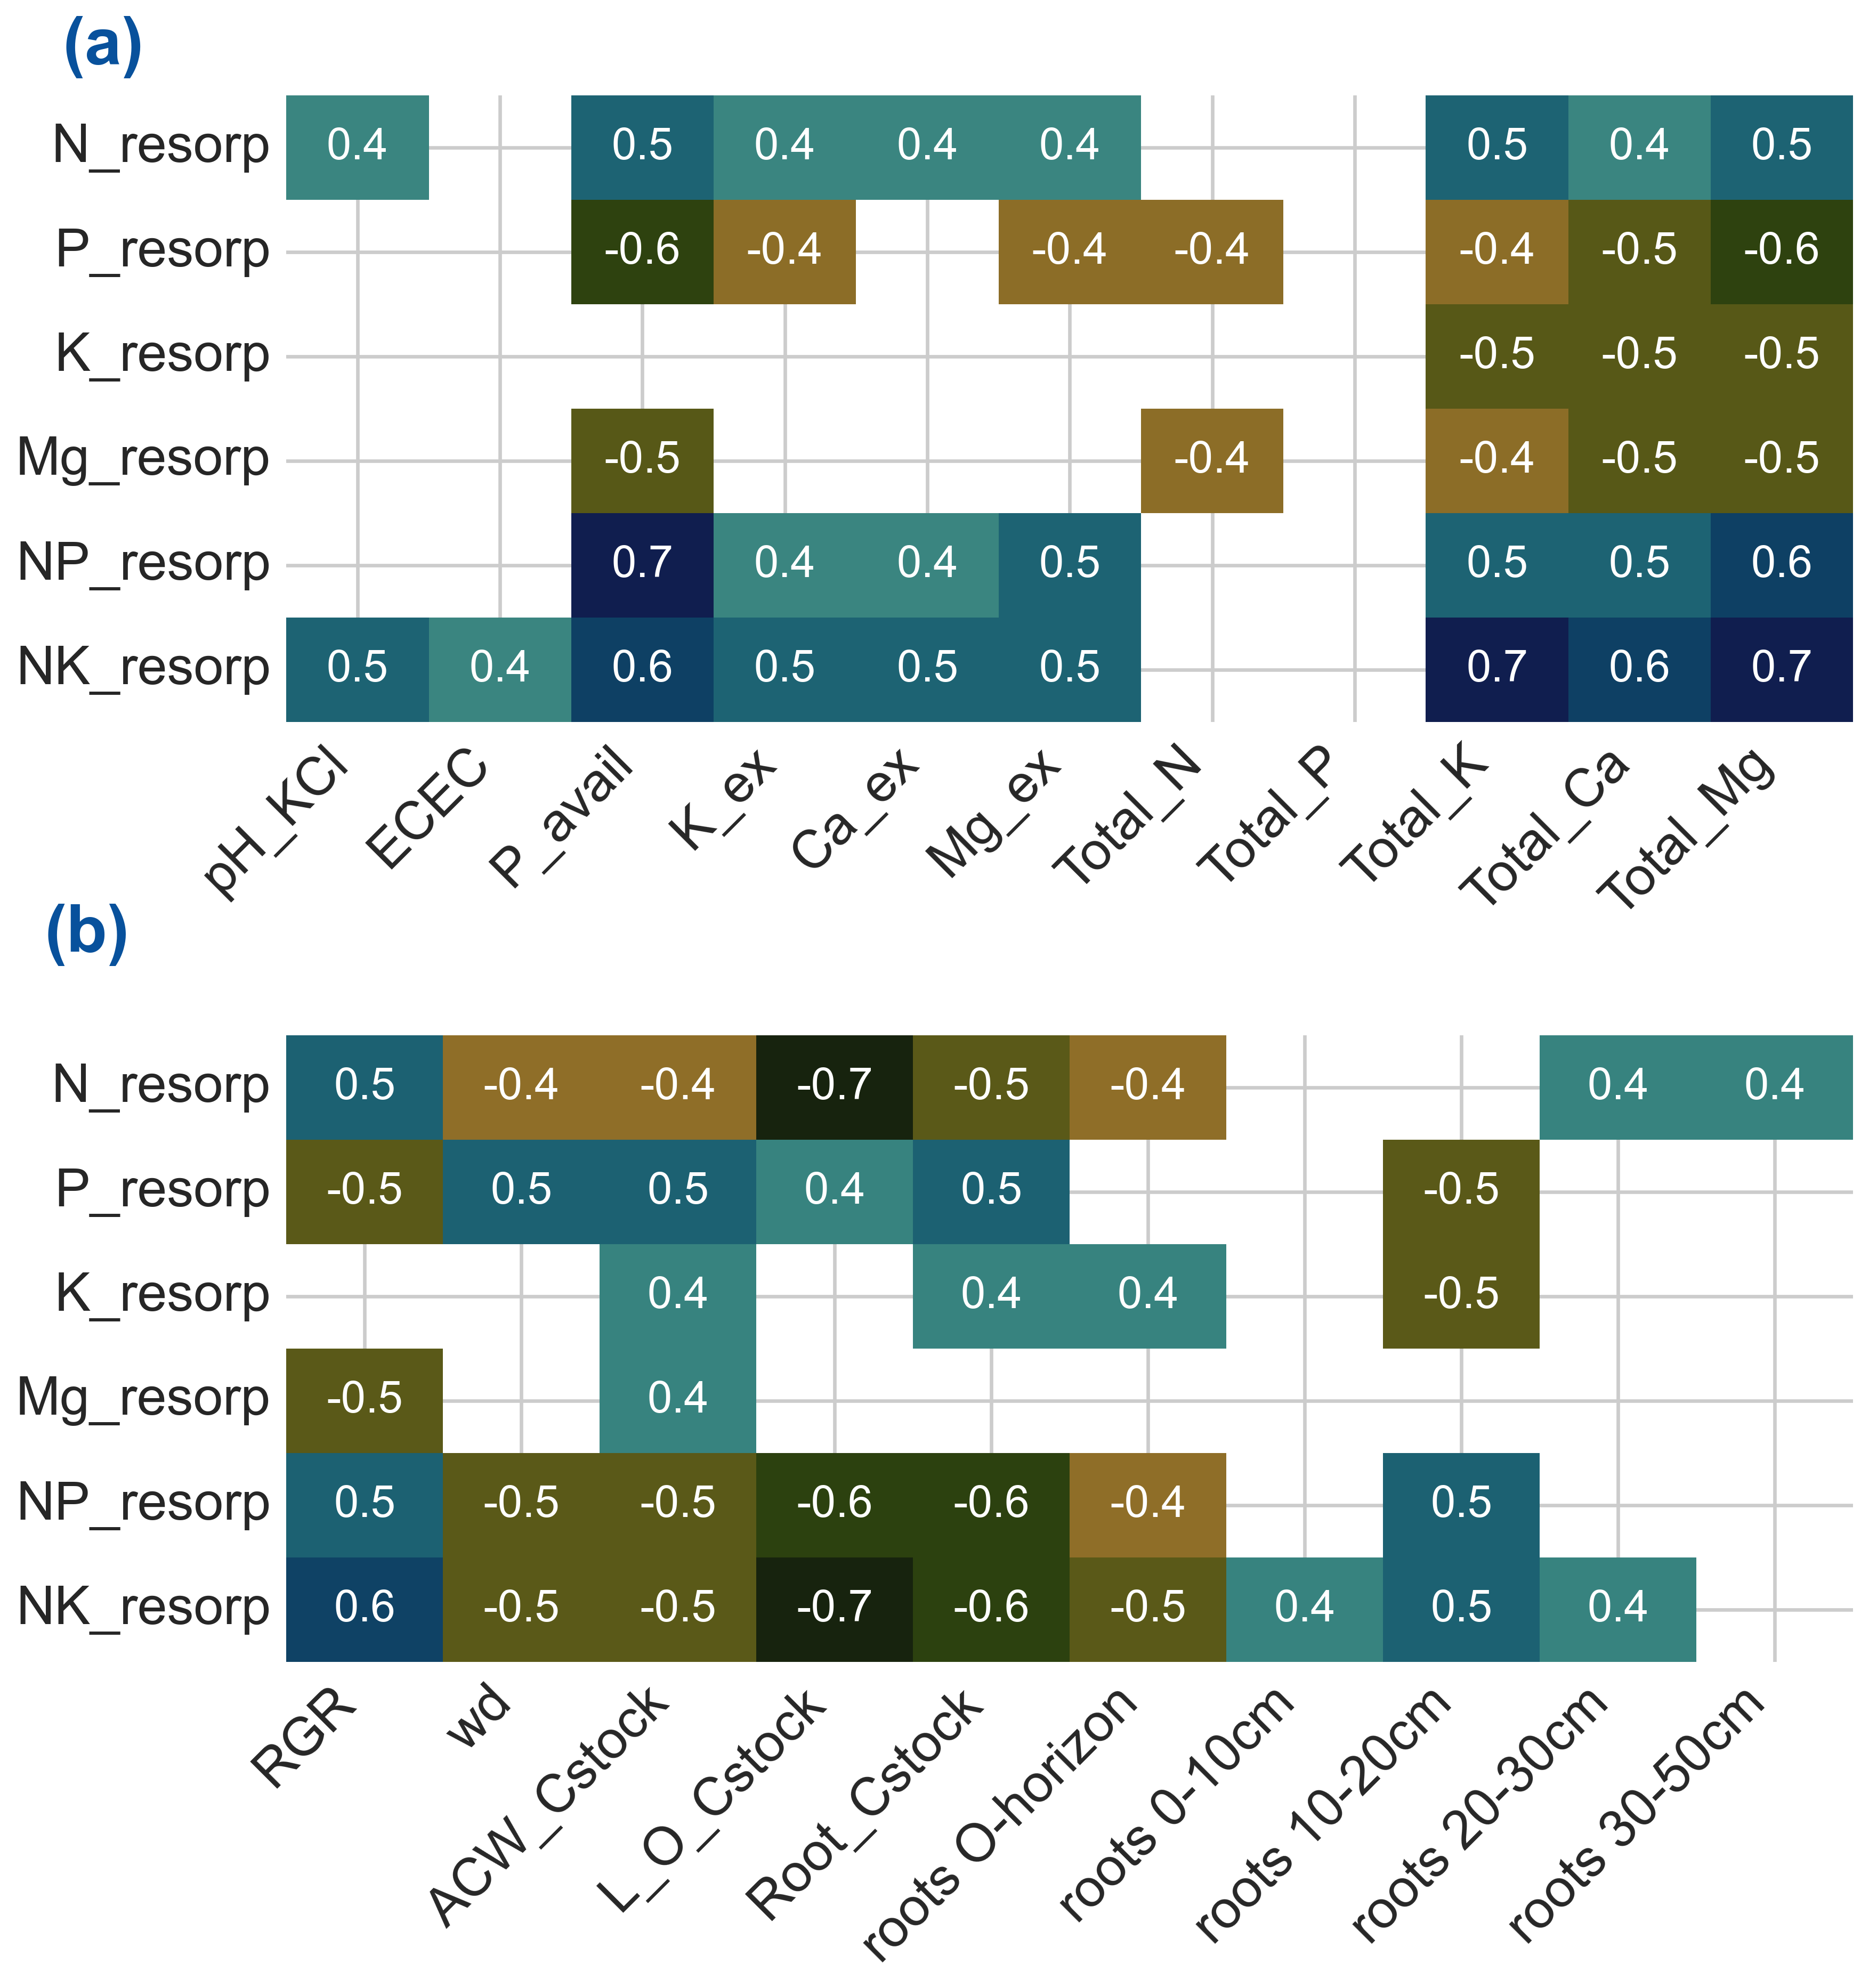 (a)
N_resorp 0.4 0.5 0.4 0.4 0.4 0.5 0.4 0.5
P_resorp -0.6 -0.4 -0.4 -0.4 -0.4 -0.5 -0.6
K_resorp -0.5 -0.5 -0.5
Mg_resorp -0.5 -0.4 -0.4 -0.5 -0.5
NP_resorp 0.7 0.4 0.4 0.5 0.5 0.5 0.6
NK_resorp 0.5 0.4 0.6 0.5 0.5 0.5 0.7 0.6 0.7
pH_KCl ECEC P_avail K_ex Ca_ex Mg_ex Total_N Total_P Total_K Total_Ca Total_Mg
(b)
N_resorp 0.5 -0.4 -0.4 -0.7 -0.5 -0.4 0.4 0.4
P_resorp -0.5 0.5 0.5 0.4 0.5 -0.5
K_resorp 0.4 0.4 0.4 -0.5
Mg_resorp -0.5 0.4
NP_resorp 0.5 -0.5 -0.5 -0.6 -0.6 -0.4 0.5
NK_resorp 0.6 -0.5 -0.5 -0.7 -0.6 -0.5 0.4 0.5 0.4
RGR wd ACW_Cstock L_O_Cstock Root_Cstock roots O-horizon roots 0-10cm roots 10-20cm roots 20-30cm roots 30-50cm